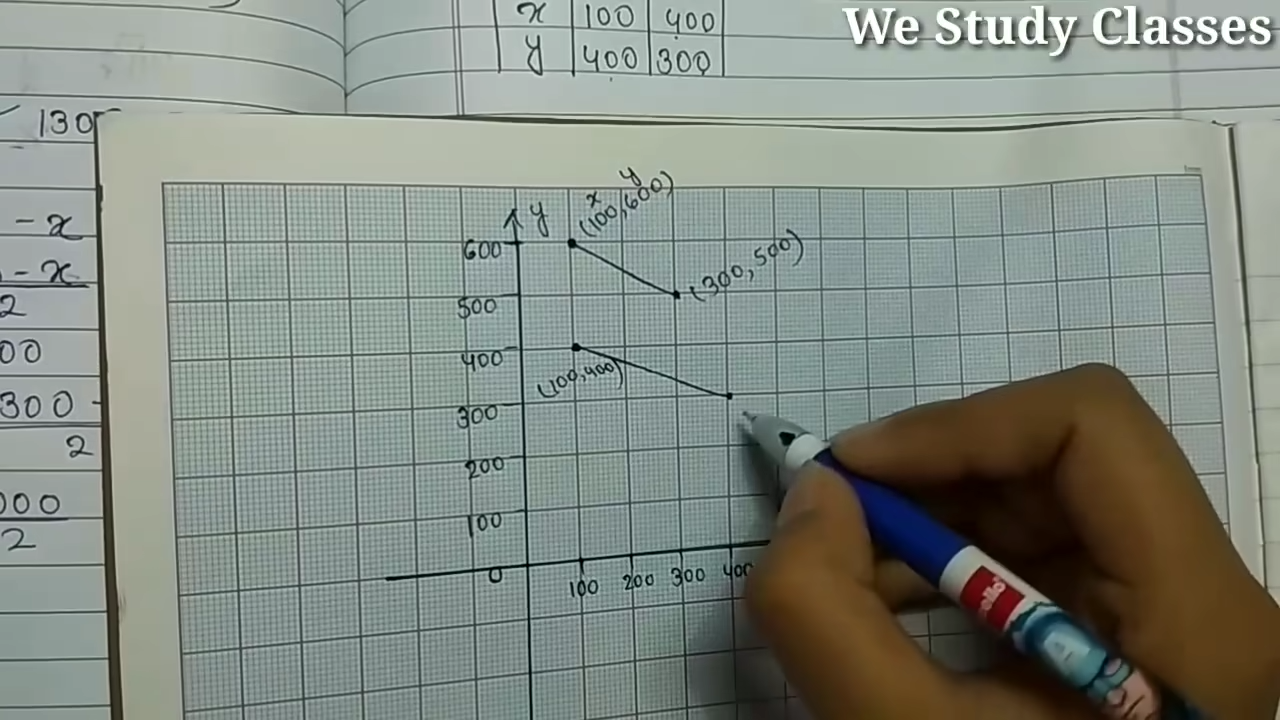 We Study Classes
x 100 400
y 400 300
130
- x
- x
2
00
300 -
2
000
2
y
x y
(100,600)
(300,500)
(100,400)
600
500
400
300
200
100
0
100 200 300 400